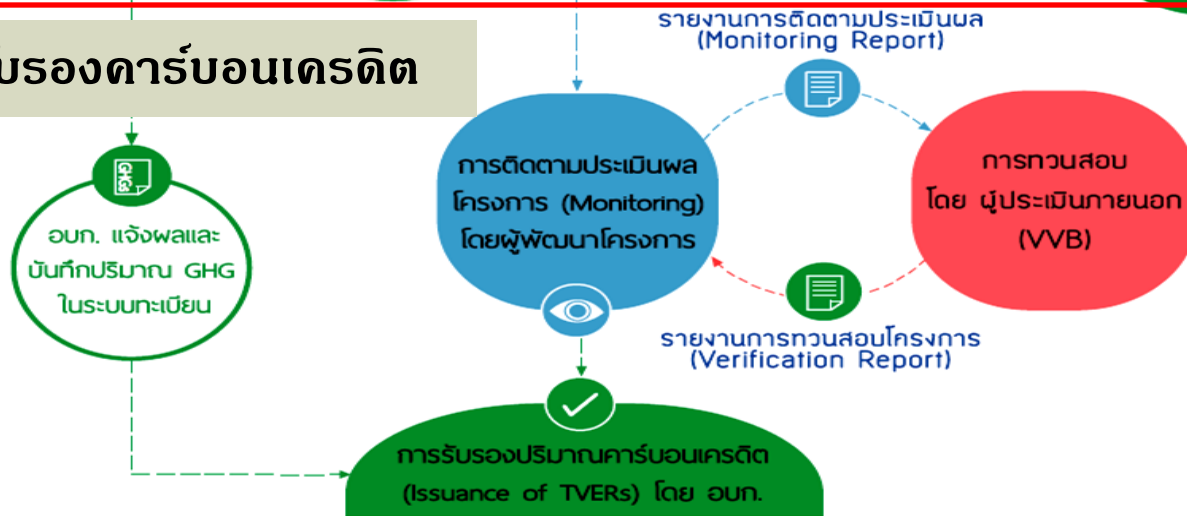 รายงานการติดตามประเมินผล
(Monitoring Report)
บรองคาร์บอนเครดิต
การติดตามประเมินผล
โครงการ (Monitoring)
โดยผู้พัฒนาโครงการ
การทวนสอบ
โดย ผู้ประเมินภายนอก
(VVB)
GHGs
อบก. แจ้งผลและ
บันทึกปริมาณ GHG
ในระบบทะเบียน
รายงานการทวนสอบโครงการ
(Verification Report)
การรับรองปริมาณคาร์บอนเครดิต
(Issuance of TVERs) โดย อบก.